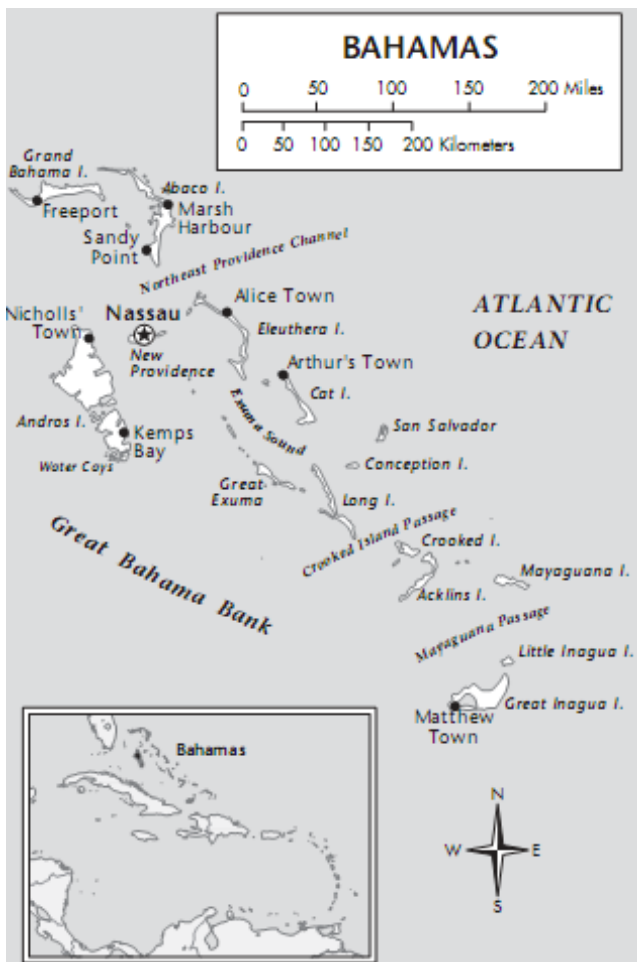 BAHAMAS
0 50 100 150 200 Miles
0 50 100 150 200 Kilometers
Grand
Bahama I.
Abaco I.
Freeport
Marsh
Harbour
Sandy
Point
Northeast Providence Channel
Nicholls'
Town
Nassau
New
Providence
Alice Town
Eleuthera I.
ATLANTIC
OCEAN
Arthur's Town
Cat I.
Andros I.
Kemps
Bay
Water Cays
Exuma Sound
San Salvador
Conception I.
Great
Exuma
Long I.
Great Bahama Bank
Crooked Island Passage
Crooked I.
Mayaguana I.
Acklins I.
Mayaguana Passage
Little Inagua I.
Great Inagua I.
Matthew
Town
Bahamas
N
W E
S